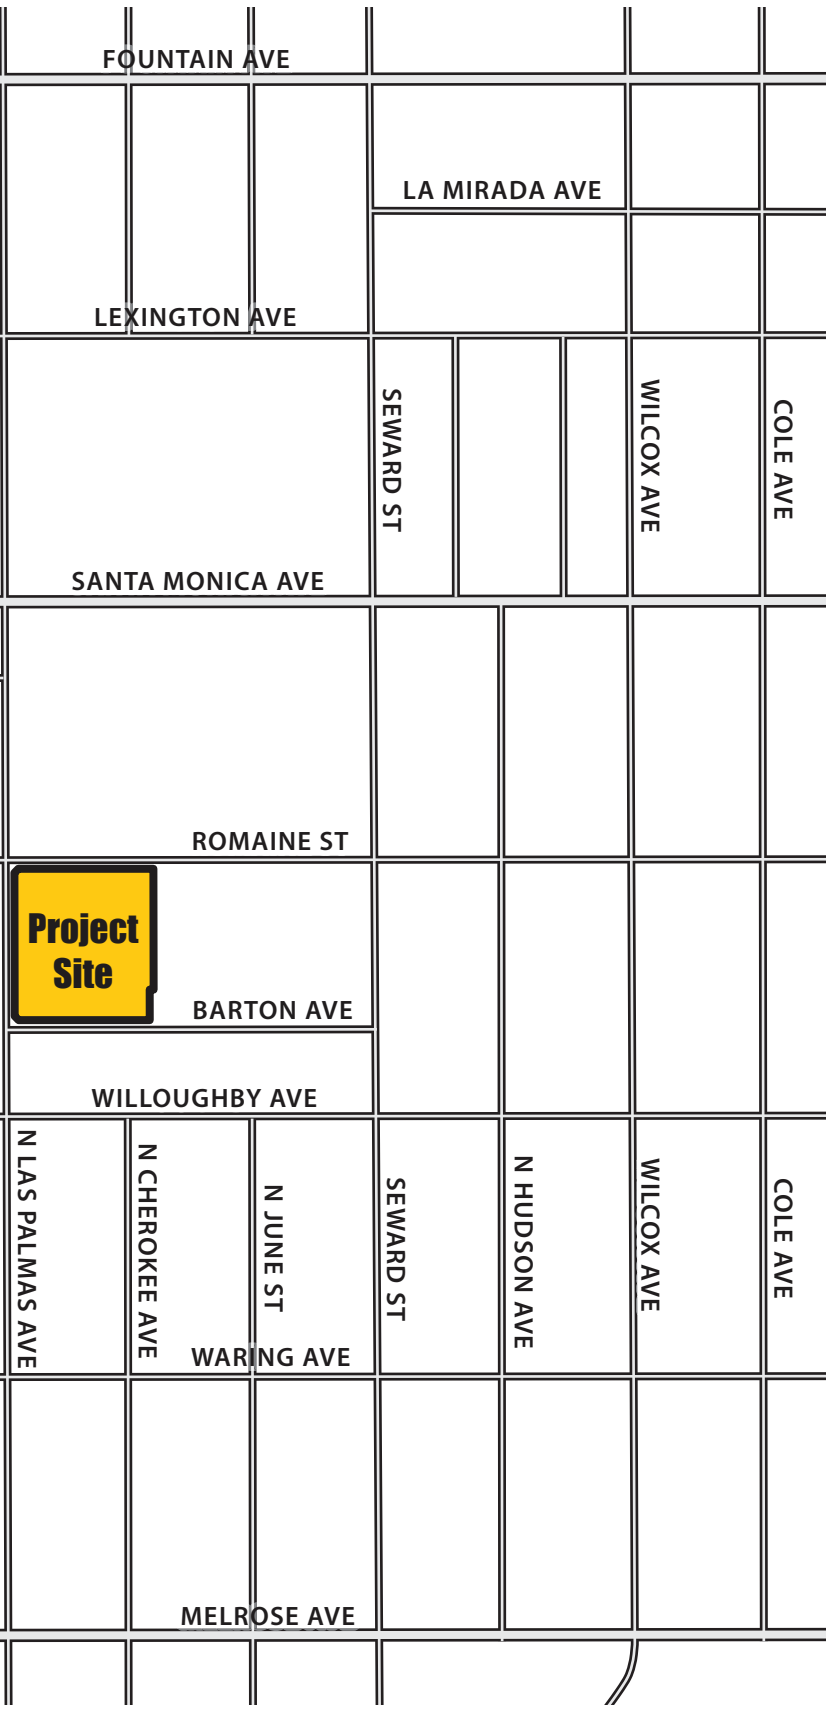 FOUNTAIN AVE
LA MIRADA AVE
LEXINGTON AVE
SEWARD ST
WILCOX AVE
COLE AVE
SANTA MONICA AVE
ROMAINE ST
Project
Site
BARTON AVE
WILLOUGHBY AVE
N LAS PALMAS AVE
N CHEROKEE AVE
N JUNE ST
SEWARD ST
N HUDSON AVE
WILCOX AVE
COLE AVE
WARING AVE
MELROSE AVE